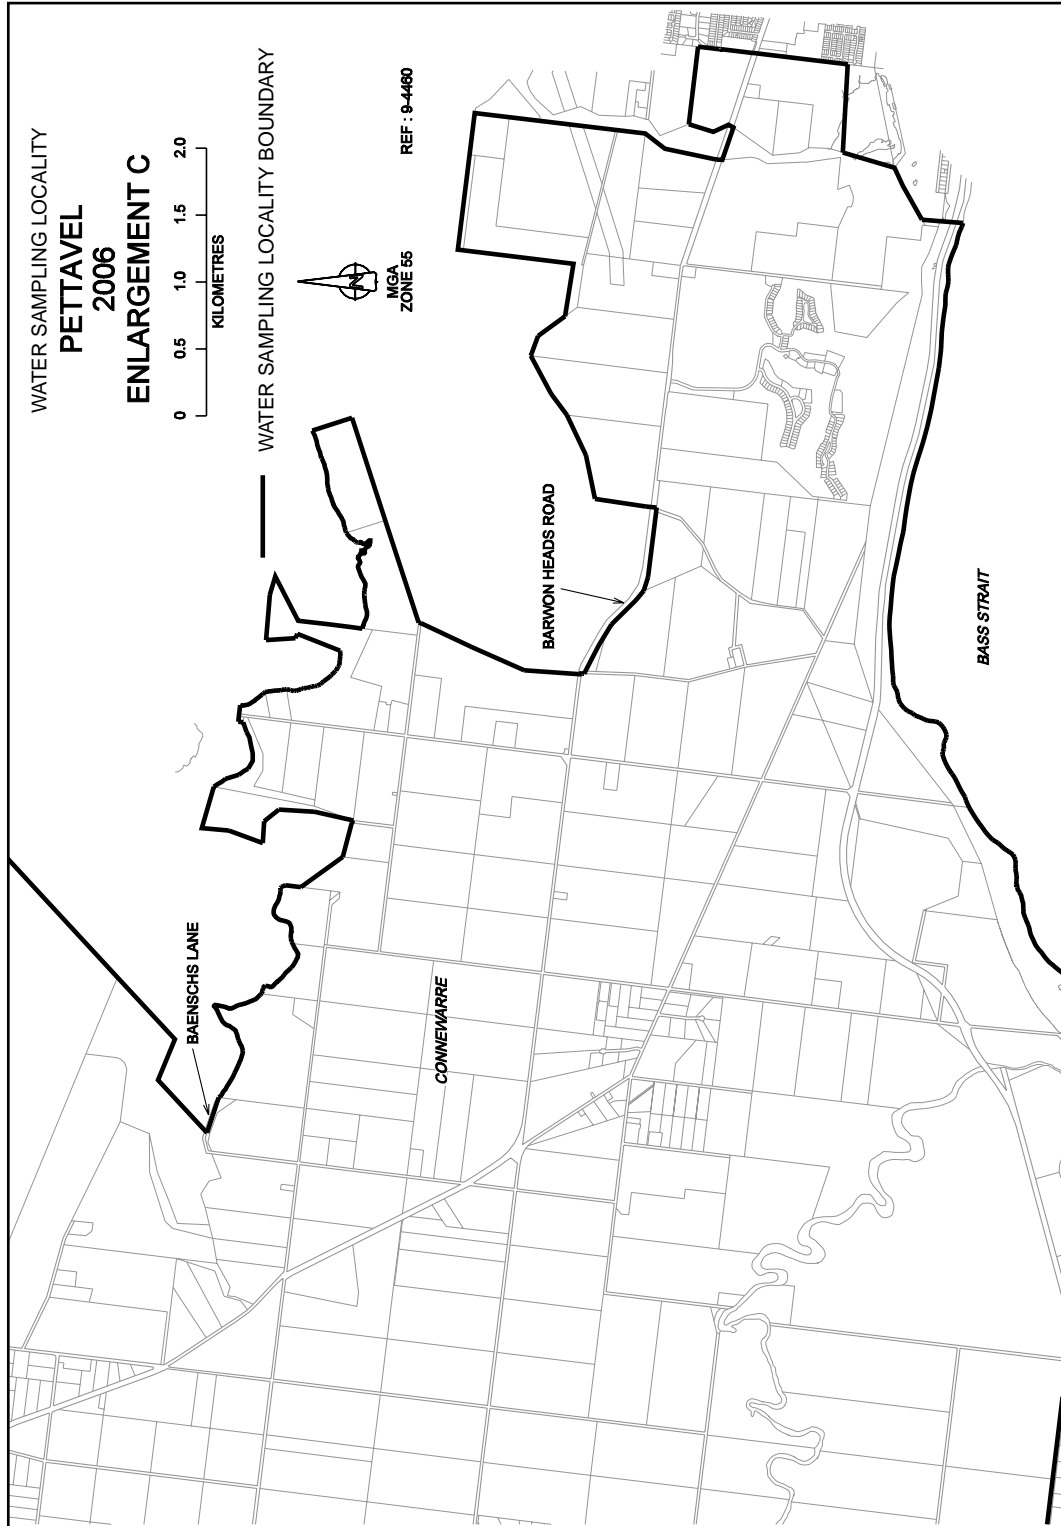 WATER SAMPLING LOCALITY
PETTAVEL
2006
ENLARGEMENT C
0 0.5 1.0 1.5 2.0
KILOMETRES
WATER SAMPLING LOCALITY BOUNDARY
N
MGA
ZONE 55
REF : 9-4460
BAENSCHS LANE
CONNEWARRE
BARWON HEADS ROAD
BASS STRAIT